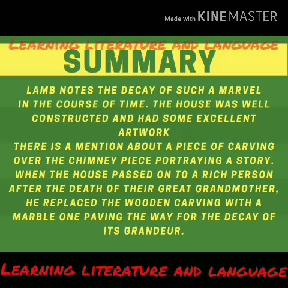 Made with KINEMASTER
Learning Literature and Language
SUMMARY
LAMB NOTES THE DECAY OF SUCH A MARVEL
IN THE COURSE OF TIME. THE HOUSE WAS WELL
CONSTRUCTED AND HAD SOME EXCELLENT
ARTWORK
THERE IS A MENTION ABOUT A PIECE OF CARVING
OVER THE CHIMNEY PIECE PORTRAYING A STORY.
WHEN THE HOUSE PASSED ON TO A RICH PERSON
AFTER THE DEATH OF THEIR GREAT GRANDMOTHER,
HE REPLACED THE WOODEN CARVING WITH A
MARBLE ONE PAVING THE WAY FOR THE DECAY OF
ITS GRANDEUR.
Learning literature and language